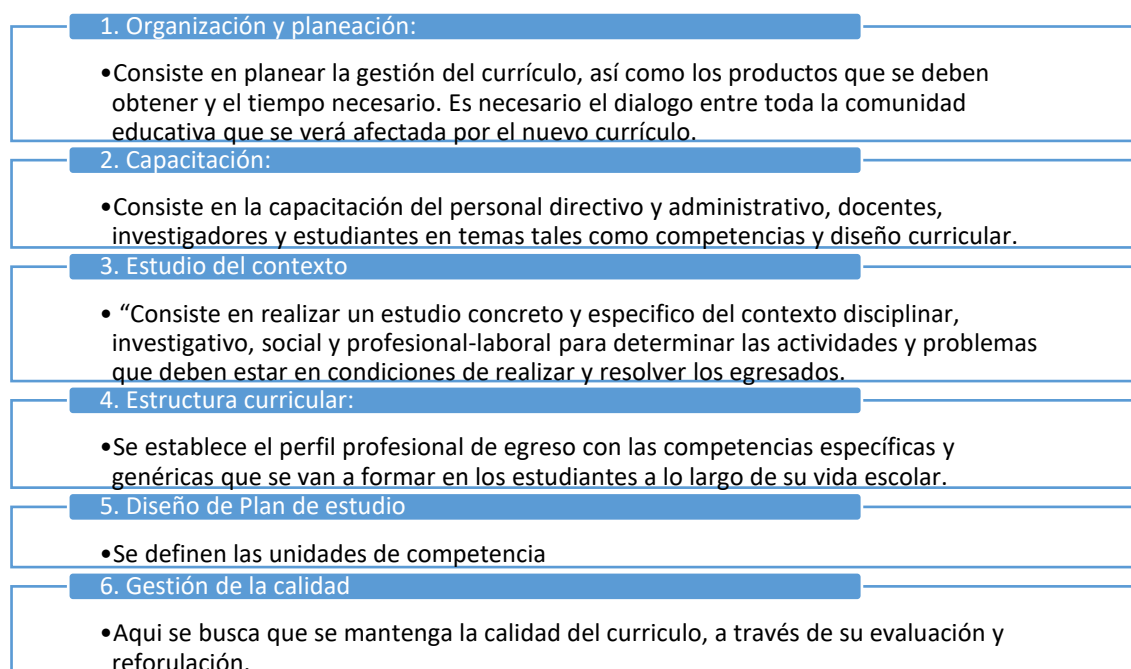 1. Organización y planeación:
•Consiste en planear la gestión del currículo, así como los productos que se deben
obtener y el tiempo necesario. Es necesario el dialogo entre toda la comunidad
educativa que se verá afectada por el nuevo currículo.
2. Capacitación:
•Consiste en la capacitación del personal directivo y administrativo, docentes,
investigadores y estudiantes en temas tales como competencias y diseño curricular.
3. Estudio del contexto
• “Consiste en realizar un estudio concreto y especifico del contexto disciplinar,
investigativo, social y profesional-laboral para determinar las actividades y problemas
que deben estar en condiciones de realizar y resolver los egresados.
4. Estructura curricular:
•Se establece el perfil profesional de egreso con las competencias específicas y
genéricas que se van a formar en los estudiantes a lo largo de su vida escolar.
5. Diseño de Plan de estudio
•Se definen las unidades de competencia
6. Gestión de la calidad
•Aqui se busca que se mantenga la calidad del curriculo, a través de su evaluación y
reforulación.